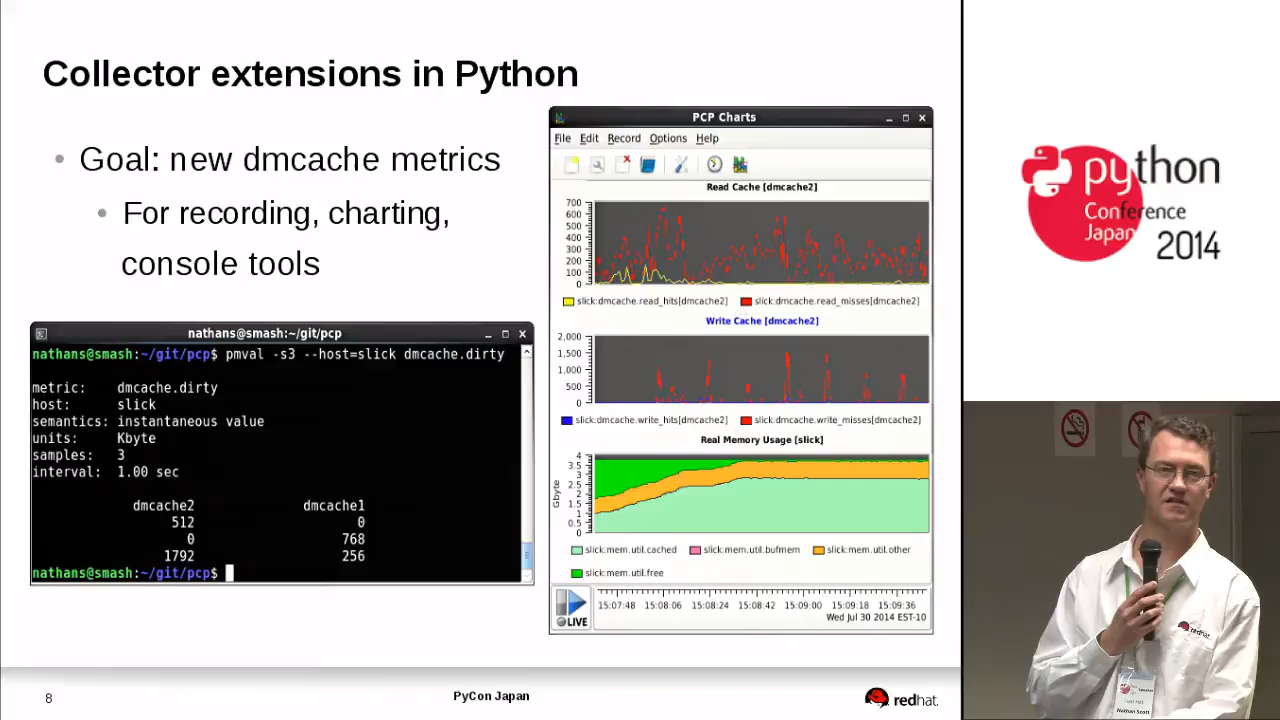 Collector extensions in Python
Goal: new dmcache metrics
For recording, charting,
console tools
nathans@smash:~/git/pcp
nathans@smash:~/git/pcp$ pmval -s3 --host=slick dmcache.dirty
metric: dmcache.dirty
host: slick
semantics: instantaneous value
units: Kbyte
samples: 3
interval: 1.00 sec
dmcache2 dmcache1
512 0
0 768
1792 256
nathans@smash:~/git/pcp$
PCP Charts
File Edit Record Options Help
Read Cache [dmcache2]
700
600
500
400
300
200
100
0
slick:dmcache.read_hits[dmcache2] slick:dmcache.read_misses[dmcache2]
Write Cache [dmcache2]
2,000
1,500
1,000
500
0
slick:dmcache.write_hits[dmcache2] slick:dmcache.write_misses[dmcache2]
Real Memory Usage [slick]
Gbyte
4
3.5
3
2.5
2
1.5
1
0.5
0
slick:mem.util.cached slick:mem.util.bufmem slick:mem.util.other
slick:mem.util.free
15:07:48 15:08:06 15:08:24 15:08:42 15:09:00 15:09:18 15:09:36
LIVE
Wed Jul 30 2014 EST-10
8
PyCon Japan
redhat.
python
Conference
Japan
2014
redhat
Speaker
Nathan Scott